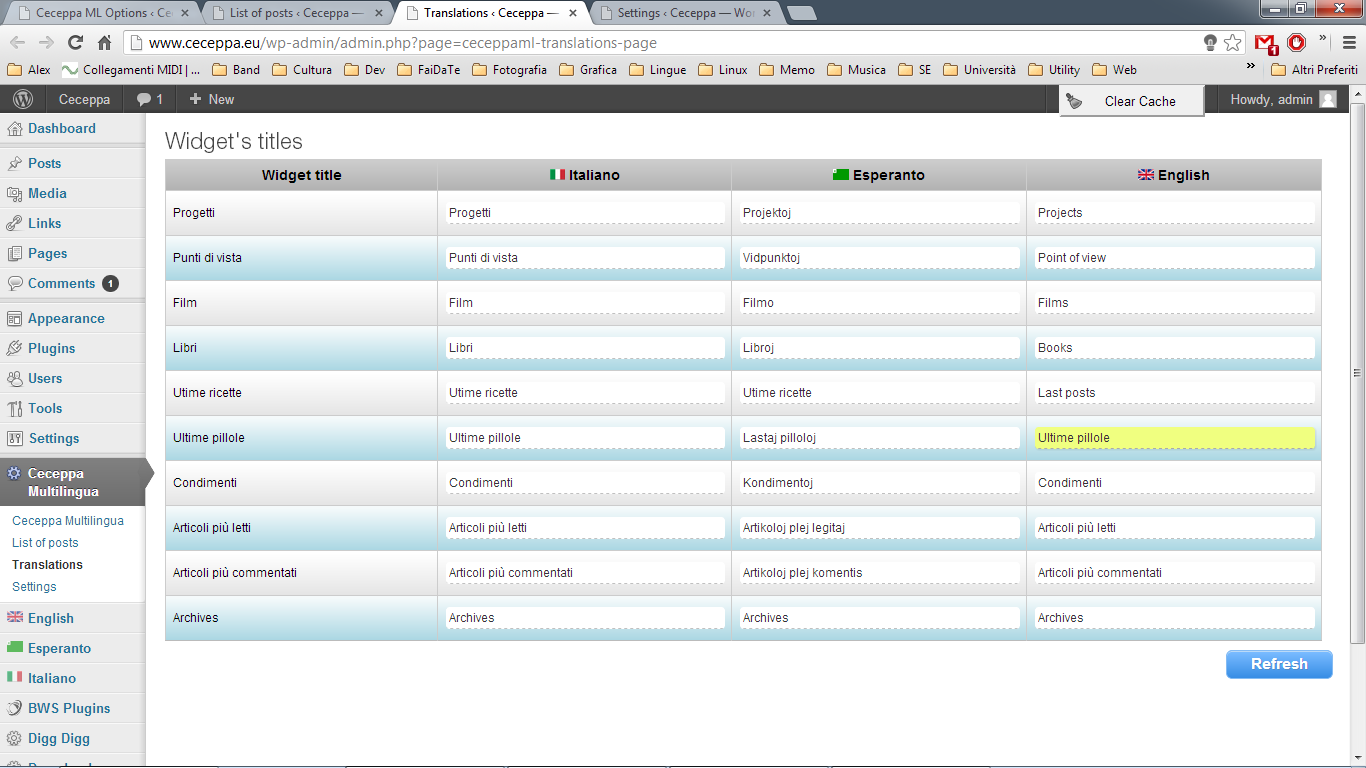 Ceceppa ML Options ‹ Ce
List of posts ‹ Ceceppa —
Translations ‹ Ceceppa —
Settings ‹ Ceceppa — Wor
www.ceceppa.eu/wp-admin/admin.php?page=ceceppaml-translations-page
1
»
Alex
Collegamenti MIDI | ...
Band
Cultura
Dev
FaiDaTe
Fotografia
Grafica
Lingue
Linux
Memo
Musica
SE
Università
Utility
Web
»
Altri Preferiti
Ceceppa
1
+ New
Clear Cache
Howdy, admin
Dashboard
Posts
Media
Links
Pages
Comments 1
Appearance
Plugins
Users
Tools
Settings
Ceceppa
Multilingua
Ceceppa Multilingua
List of posts
Translations
Settings
English
Esperanto
Italiano
BWS Plugins
Digg Digg
Widget's titles
Widget title Italiano Esperanto English
Progetti Progetti Projektoj Projects
Punti di vista Punti di vista Vidpunktoj Point of view
Film Film Filmo Films
Libri Libri Libroj Books
Utime ricette Utime ricette Utime ricette Last posts
Ultime pillole Ultime pillole Lastaj pilloloj Ultime pillole
Condimenti Condimenti Kondimentoj Condimenti
Articoli più letti Articoli più letti Artikoloj plej legitaj Articoli più letti
Articoli più commentati Articoli più commentati Artikoloj plej komentis Articoli più commentati
Archives Archives Archives Archives
Refresh